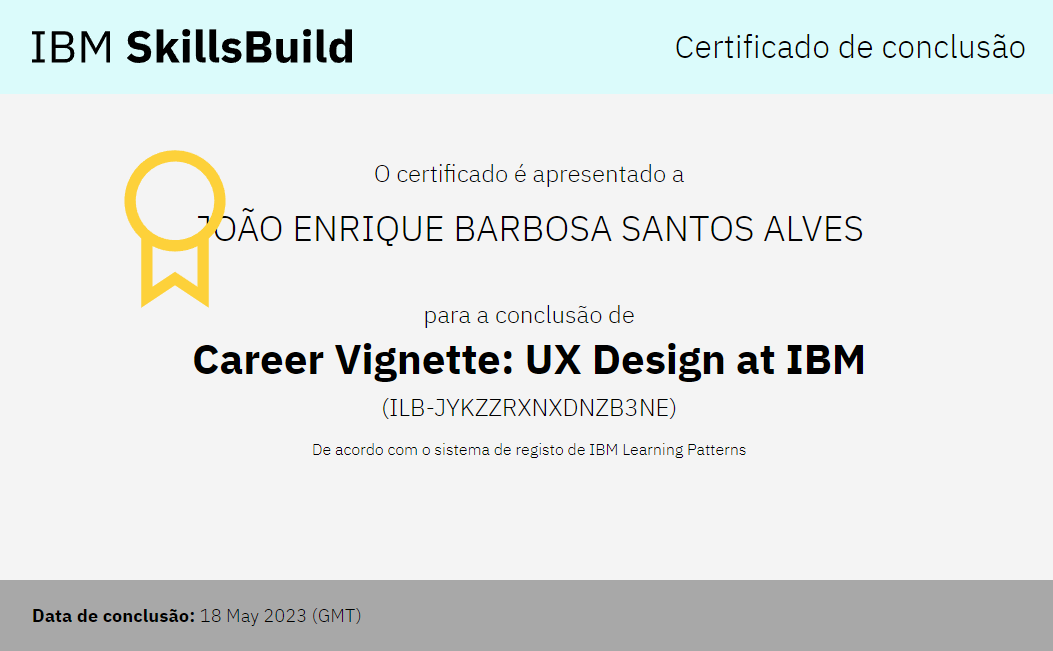 IBM SkillsBuild
Certificado de conclusão
O certificado é apresentado a
JOÃO ENRIQUE BARBOSA SANTOS ALVES
para a conclusão de
Career Vignette: UX Design at IBM
(ILB-JYKZZRXNXDNZB3NE)
De acordo com o sistema de registo de IBM Learning Patterns
Data de conclusão: 18 May 2023 (GMT)